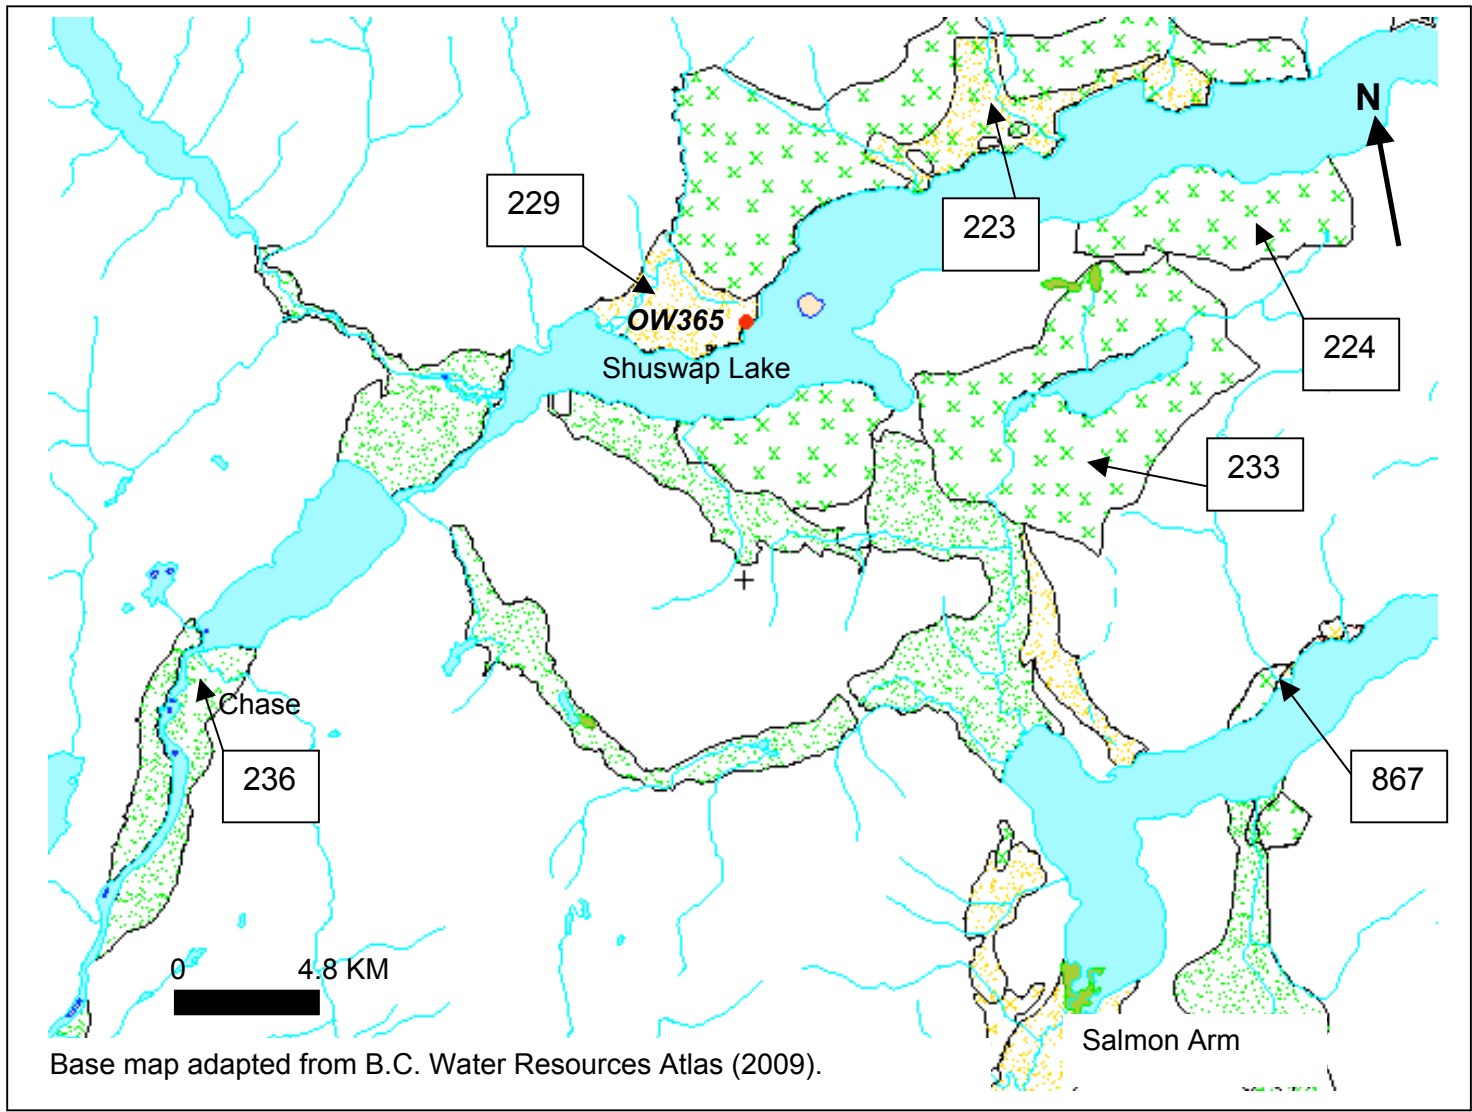 N
229
223
OW365
Shuswap Lake
224
233
Chase
236
867
0 4.8 KM
Salmon Arm
Base map adapted from B.C. Water Resources Atlas (2009).